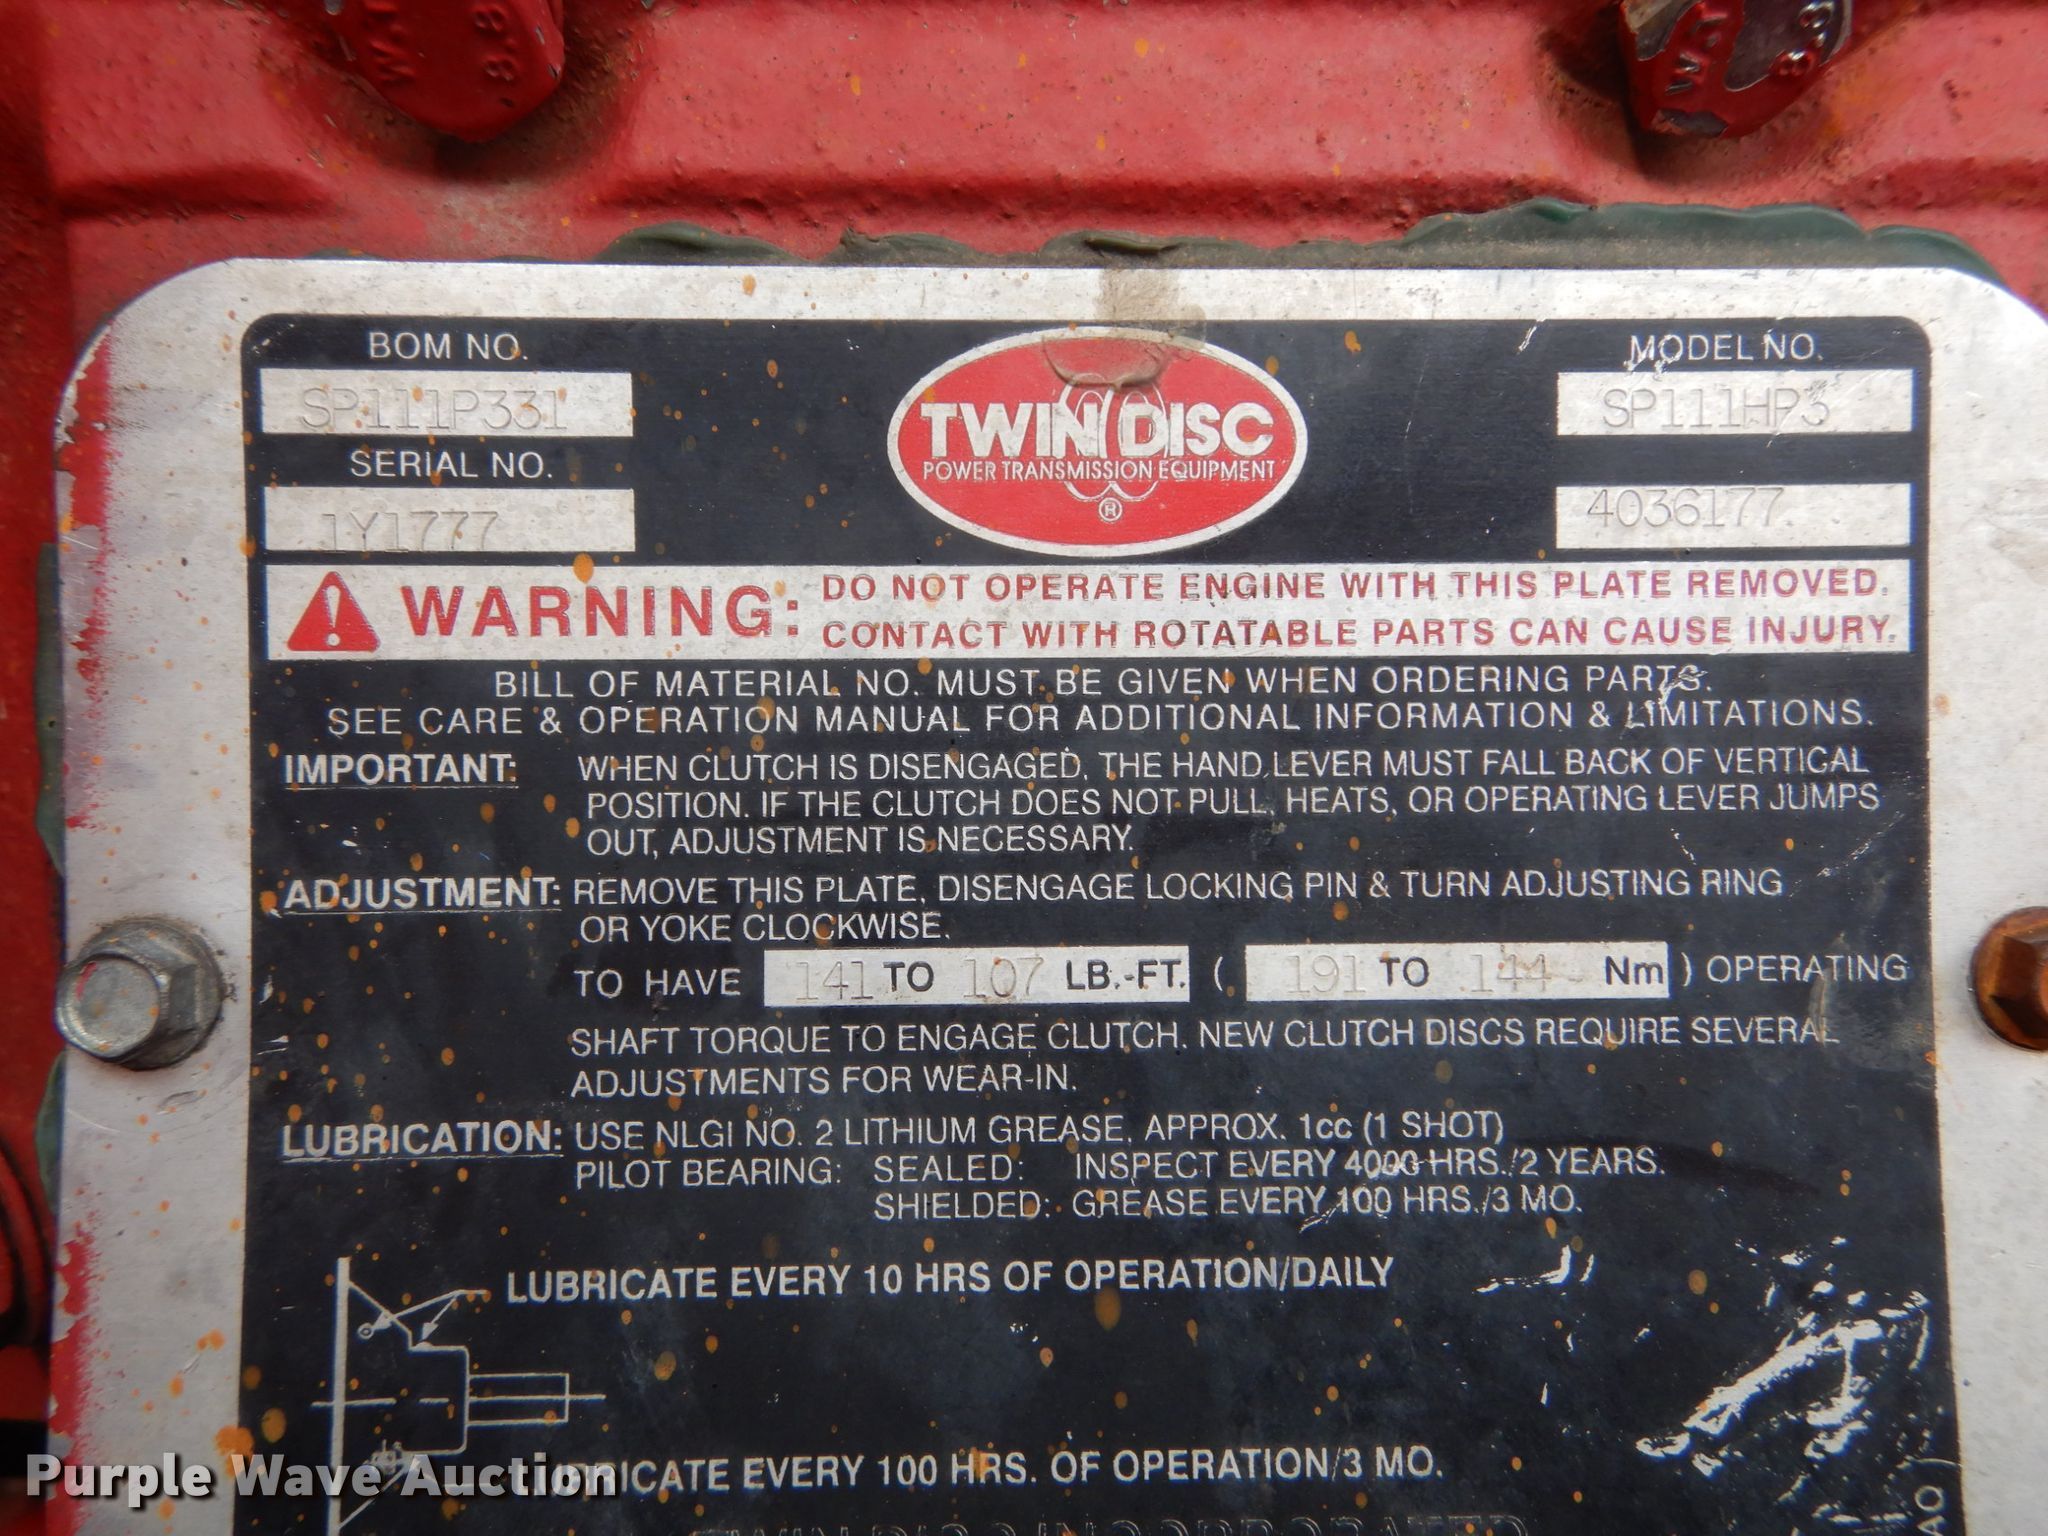 8.8
8.8
BOM NO.
SP111P331
SERIAL NO.
1Y1777
TWIN DISC
POWER TRANSMISSION EQUIPMENT
®
MODEL NO.
SP111HP3
4036177
WARNING: DO NOT OPERATE ENGINE WITH THIS PLATE REMOVED.
CONTACT WITH ROTATABLE PARTS CAN CAUSE INJURY.
BILL OF MATERIAL NO. MUST BE GIVEN WHEN ORDERING PARTS.
SEE CARE & OPERATION MANUAL FOR ADDITIONAL INFORMATION & LIMITATIONS.
IMPORTANT: WHEN CLUTCH IS DISENGAGED, THE HAND LEVER MUST FALL BACK OF VERTICAL
POSITION. IF THE CLUTCH DOES NOT PULL, HEATS, OR OPERATING LEVER JUMPS
OUT, ADJUSTMENT IS NECESSARY.
ADJUSTMENT: REMOVE THIS PLATE, DISENGAGE LOCKING PIN & TURN ADJUSTING RING
OR YOKE CLOCKWISE.
TO HAVE 141 TO 107 LB.-FT. ( 191 TO 144 Nm ) OPERATING
SHAFT TORQUE TO ENGAGE CLUTCH. NEW CLUTCH DISCS REQUIRE SEVERAL
ADJUSTMENTS FOR WEAR-IN.
LUBRICATION: USE NLGI NO. 2 LITHIUM GREASE, APPROX. 1cc (1 SHOT)
PILOT BEARING: SEALED: INSPECT EVERY 4000 HRS./2 YEARS.
SHIELDED: GREASE EVERY 100 HRS./3 MO.
LUBRICATE EVERY 10 HRS OF OPERATION/DAILY
LUBRICATE EVERY 100 HRS. OF OPERATION/3 MO.
TWIN DISC INCORPORATED
Purple Wave Auction